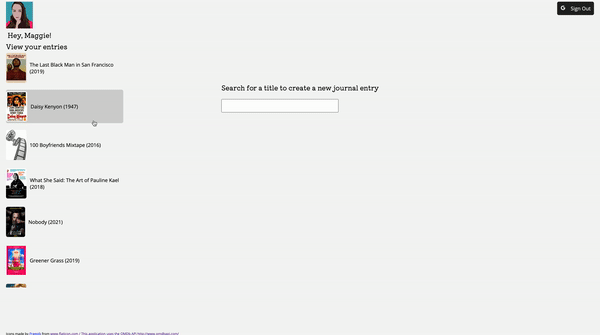 G Sign Out
Hey, Maggie!
View your entries
The Last Black Man in San Francisco
(2019)
Search for a title to create a new journal entry
Daisy Kenyon (1947)
100 Boyfriends Mixtape (2016)
What She Said: The Art of Pauline Kael
(2018)
Nobody (2021)
Greener Grass (2019)
Icons made by Freepik from www.flaticon.com / This application uses the OMDb API (http://www.omdbapi.com)